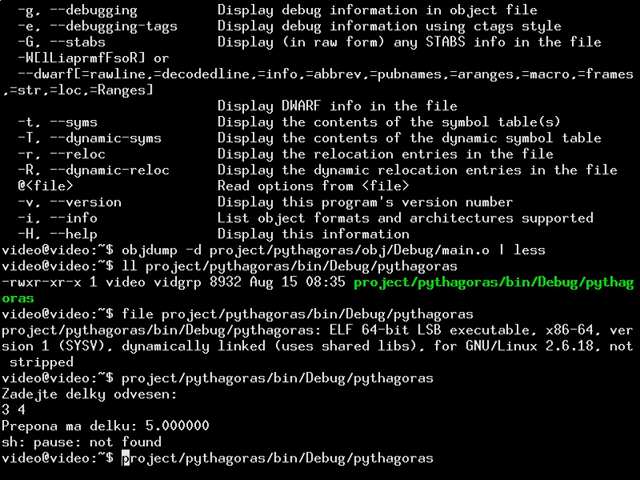 -g, --debugging          Display debug information in object file
-e, --debugging-tags     Display debug information using ctags style
-G, --stabs              Display (in raw form) any STABS info in the file
-W[lLiaprmfFsoR] or
--dwarf[=rawline,=decodedline,=info,=abbrev,=pubnames,=aranges,=macro,=frames
,=str,=loc,=Ranges]
Display DWARF info in the file
-t, --syms               Display the contents of the symbol table(s)
-T, --dynamic-syms       Display the contents of the dynamic symbol table
-r, --reloc              Display the relocation entries in the file
-R, --dynamic-reloc      Display the dynamic relocation entries in the file
@<file>                  Read options from <file>
-v, --version            Display this program's version number
-i, --info               List object formats and architectures supported
-H, --help               Display this information
video@video:~$ objdump -d project/pythagoras/obj/Debug/main.o | less
video@video:~$ ll project/pythagoras/bin/Debug/pythagoras
-rwxr-xr-x 1 video vidgrp 8932 Aug 15 08:35 project/pythagoras/bin/Debug/pythag
oras
video@video:~$ file project/pythagoras/bin/Debug/pythagoras
project/pythagoras/bin/Debug/pythagoras: ELF 64-bit LSB executable, x86-64, ver
sion 1 (SYSV), dynamically linked (uses shared libs), for GNU/Linux 2.6.18, not
stripped
video@video:~$ project/pythagoras/bin/Debug/pythagoras
Zadejte delky odvesen:
3 4
Prepona ma delku: 5.000000
sh: pause: not found
video@video:~$ project/pythagoras/bin/Debug/pythagoras